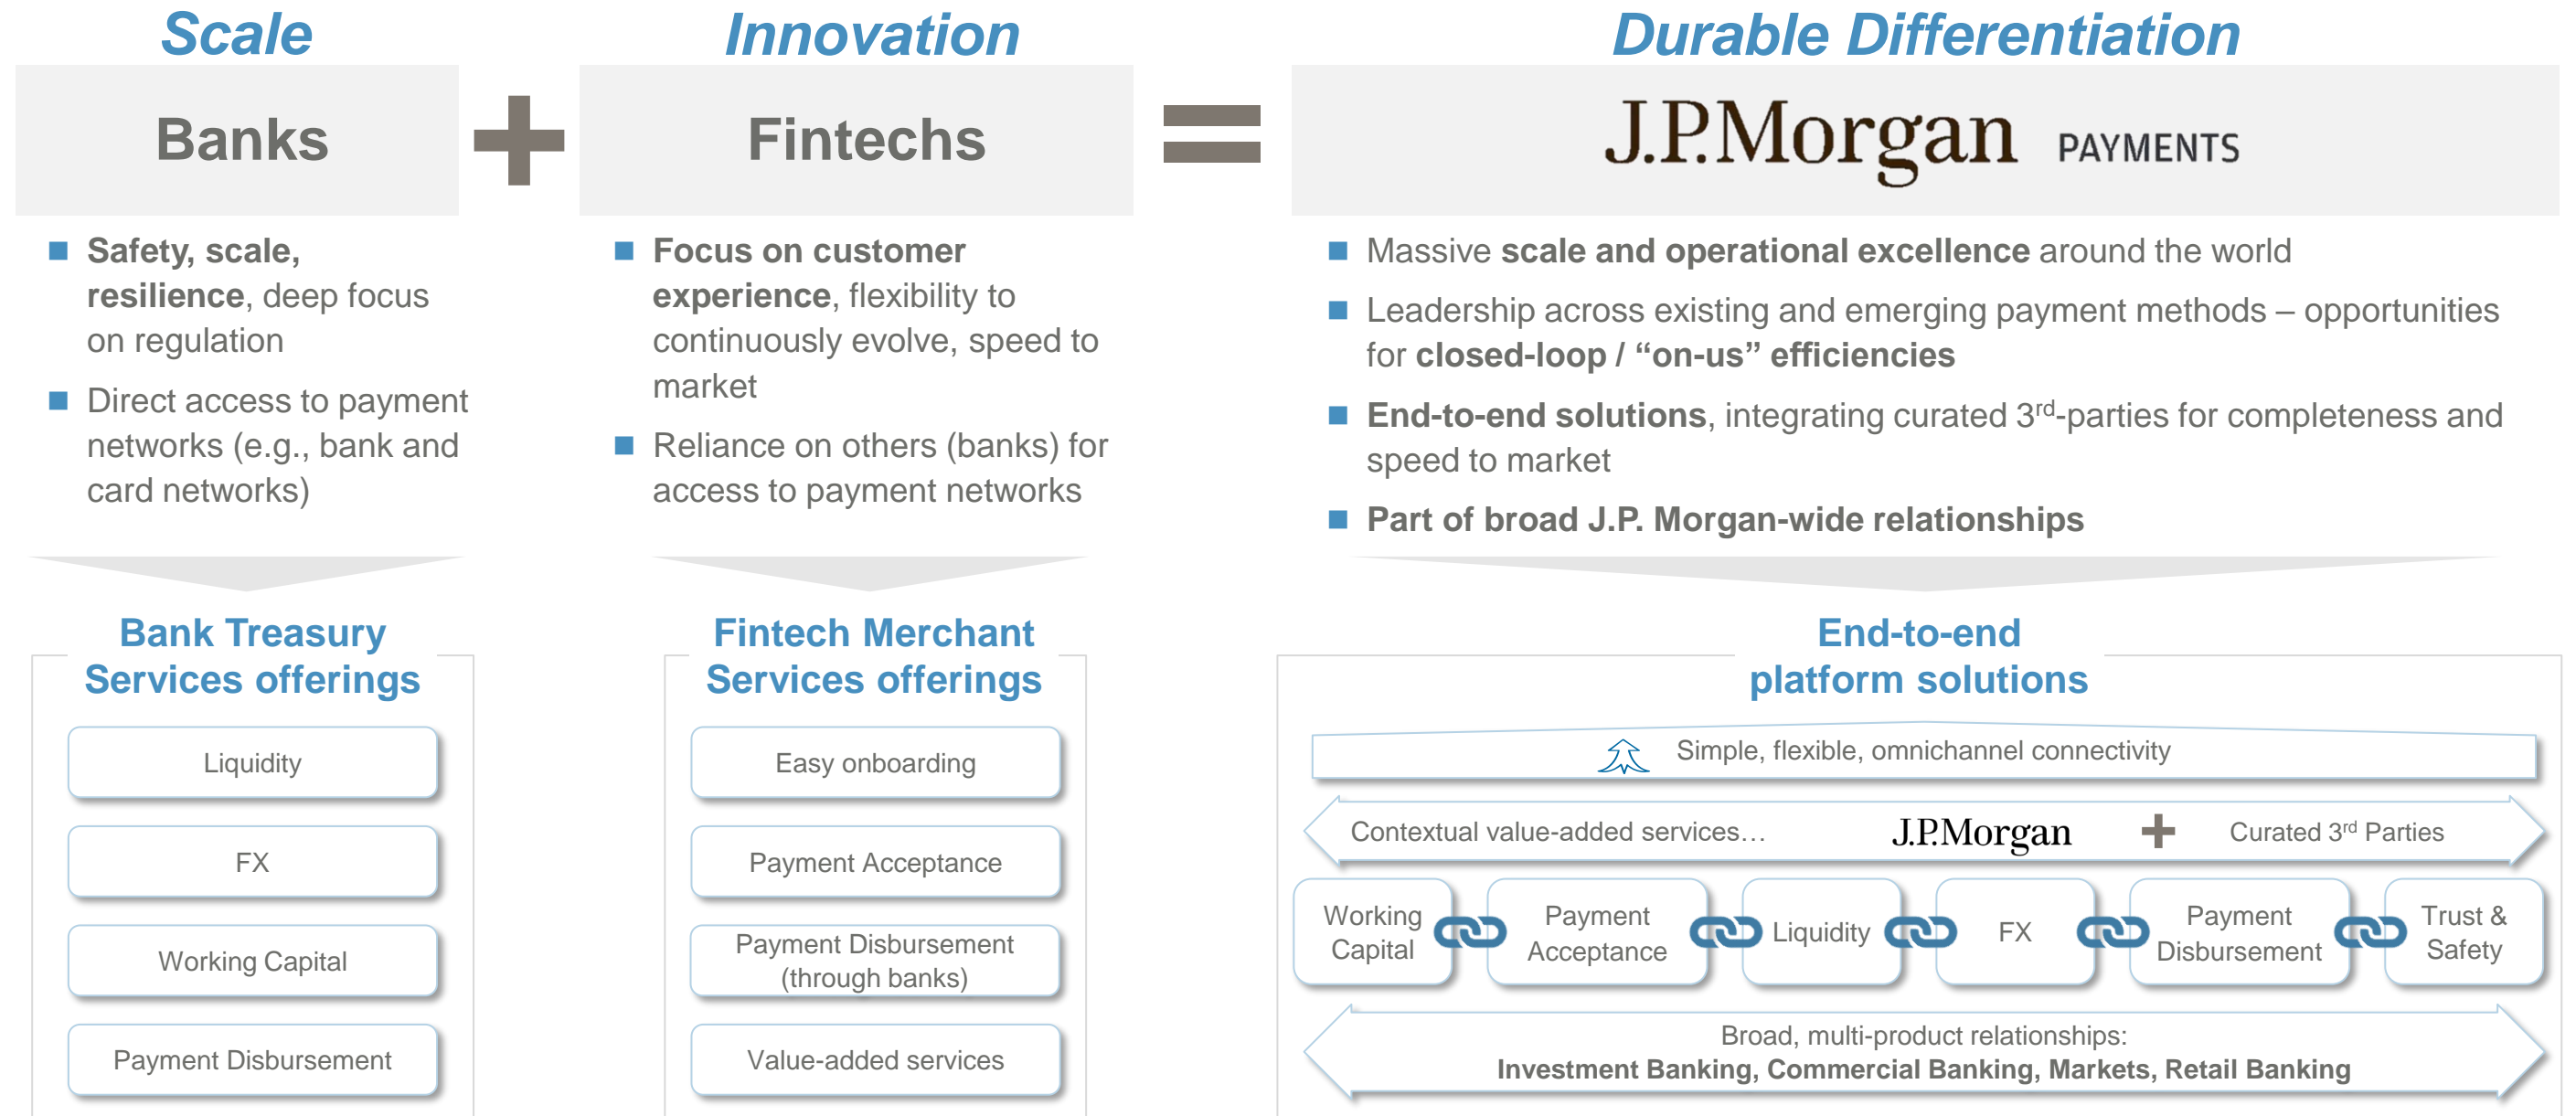 Scale
Banks
Safety, scale,
resilience, deep focus
on regulation
Direct access to payment
networks (e.g., bank and
card networks)
Bank Treasury
Services offerings
Liquidity
FX
Working Capital
Payment Disbursement
Innovation
Fintechs
Focus on customer
experience, flexibility to
continuously evolve, speed to
market
Reliance on others (banks) for
access to payment networks
Fintech Merchant
Services offerings
Easy onboarding
Payment Acceptance
Payment Disbursement
(through banks)
Value-added services
Durable Differentiation
J.P.Morgan PAYMENTS
Massive scale and operational excellence around the world
Leadership across existing and emerging payment methods – opportunities
for closed-loop / “on-us” efficiencies
End-to-end solutions, integrating curated 3rd-parties for completeness and
speed to market
Part of broad J.P. Morgan-wide relationships
End-to-end
platform solutions
Simple, flexible, omnichannel connectivity
Contextual value-added services… J.P.Morgan + Curated 3rd Parties
Working
Capital
Payment
Acceptance
Liquidity
FX
Payment
Disbursement
Trust &
Safety
Broad, multi-product relationships:
Investment Banking, Commercial Banking, Markets, Retail Banking